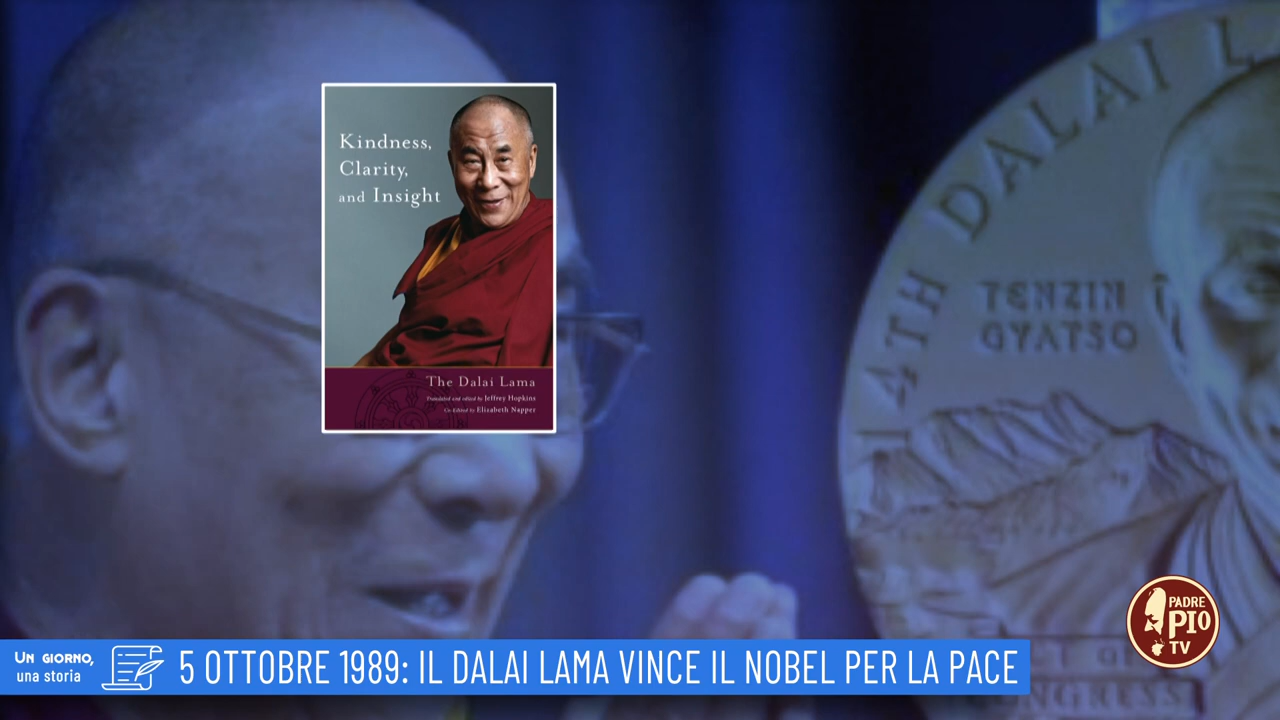 Kindness,
Clarity,
and Insight
The Dalai Lama
Translated and edited by Jeffrey Hopkins
Co-Edited by Elizabeth Napper
14TH DALAI L
TENZIN
GYATSO
CONGRESS
PADRE
PIO
TV
Un giorno,
una storia
5 OTTOBRE 1989: IL DALAI LAMA VINCE IL NOBEL PER LA PACE